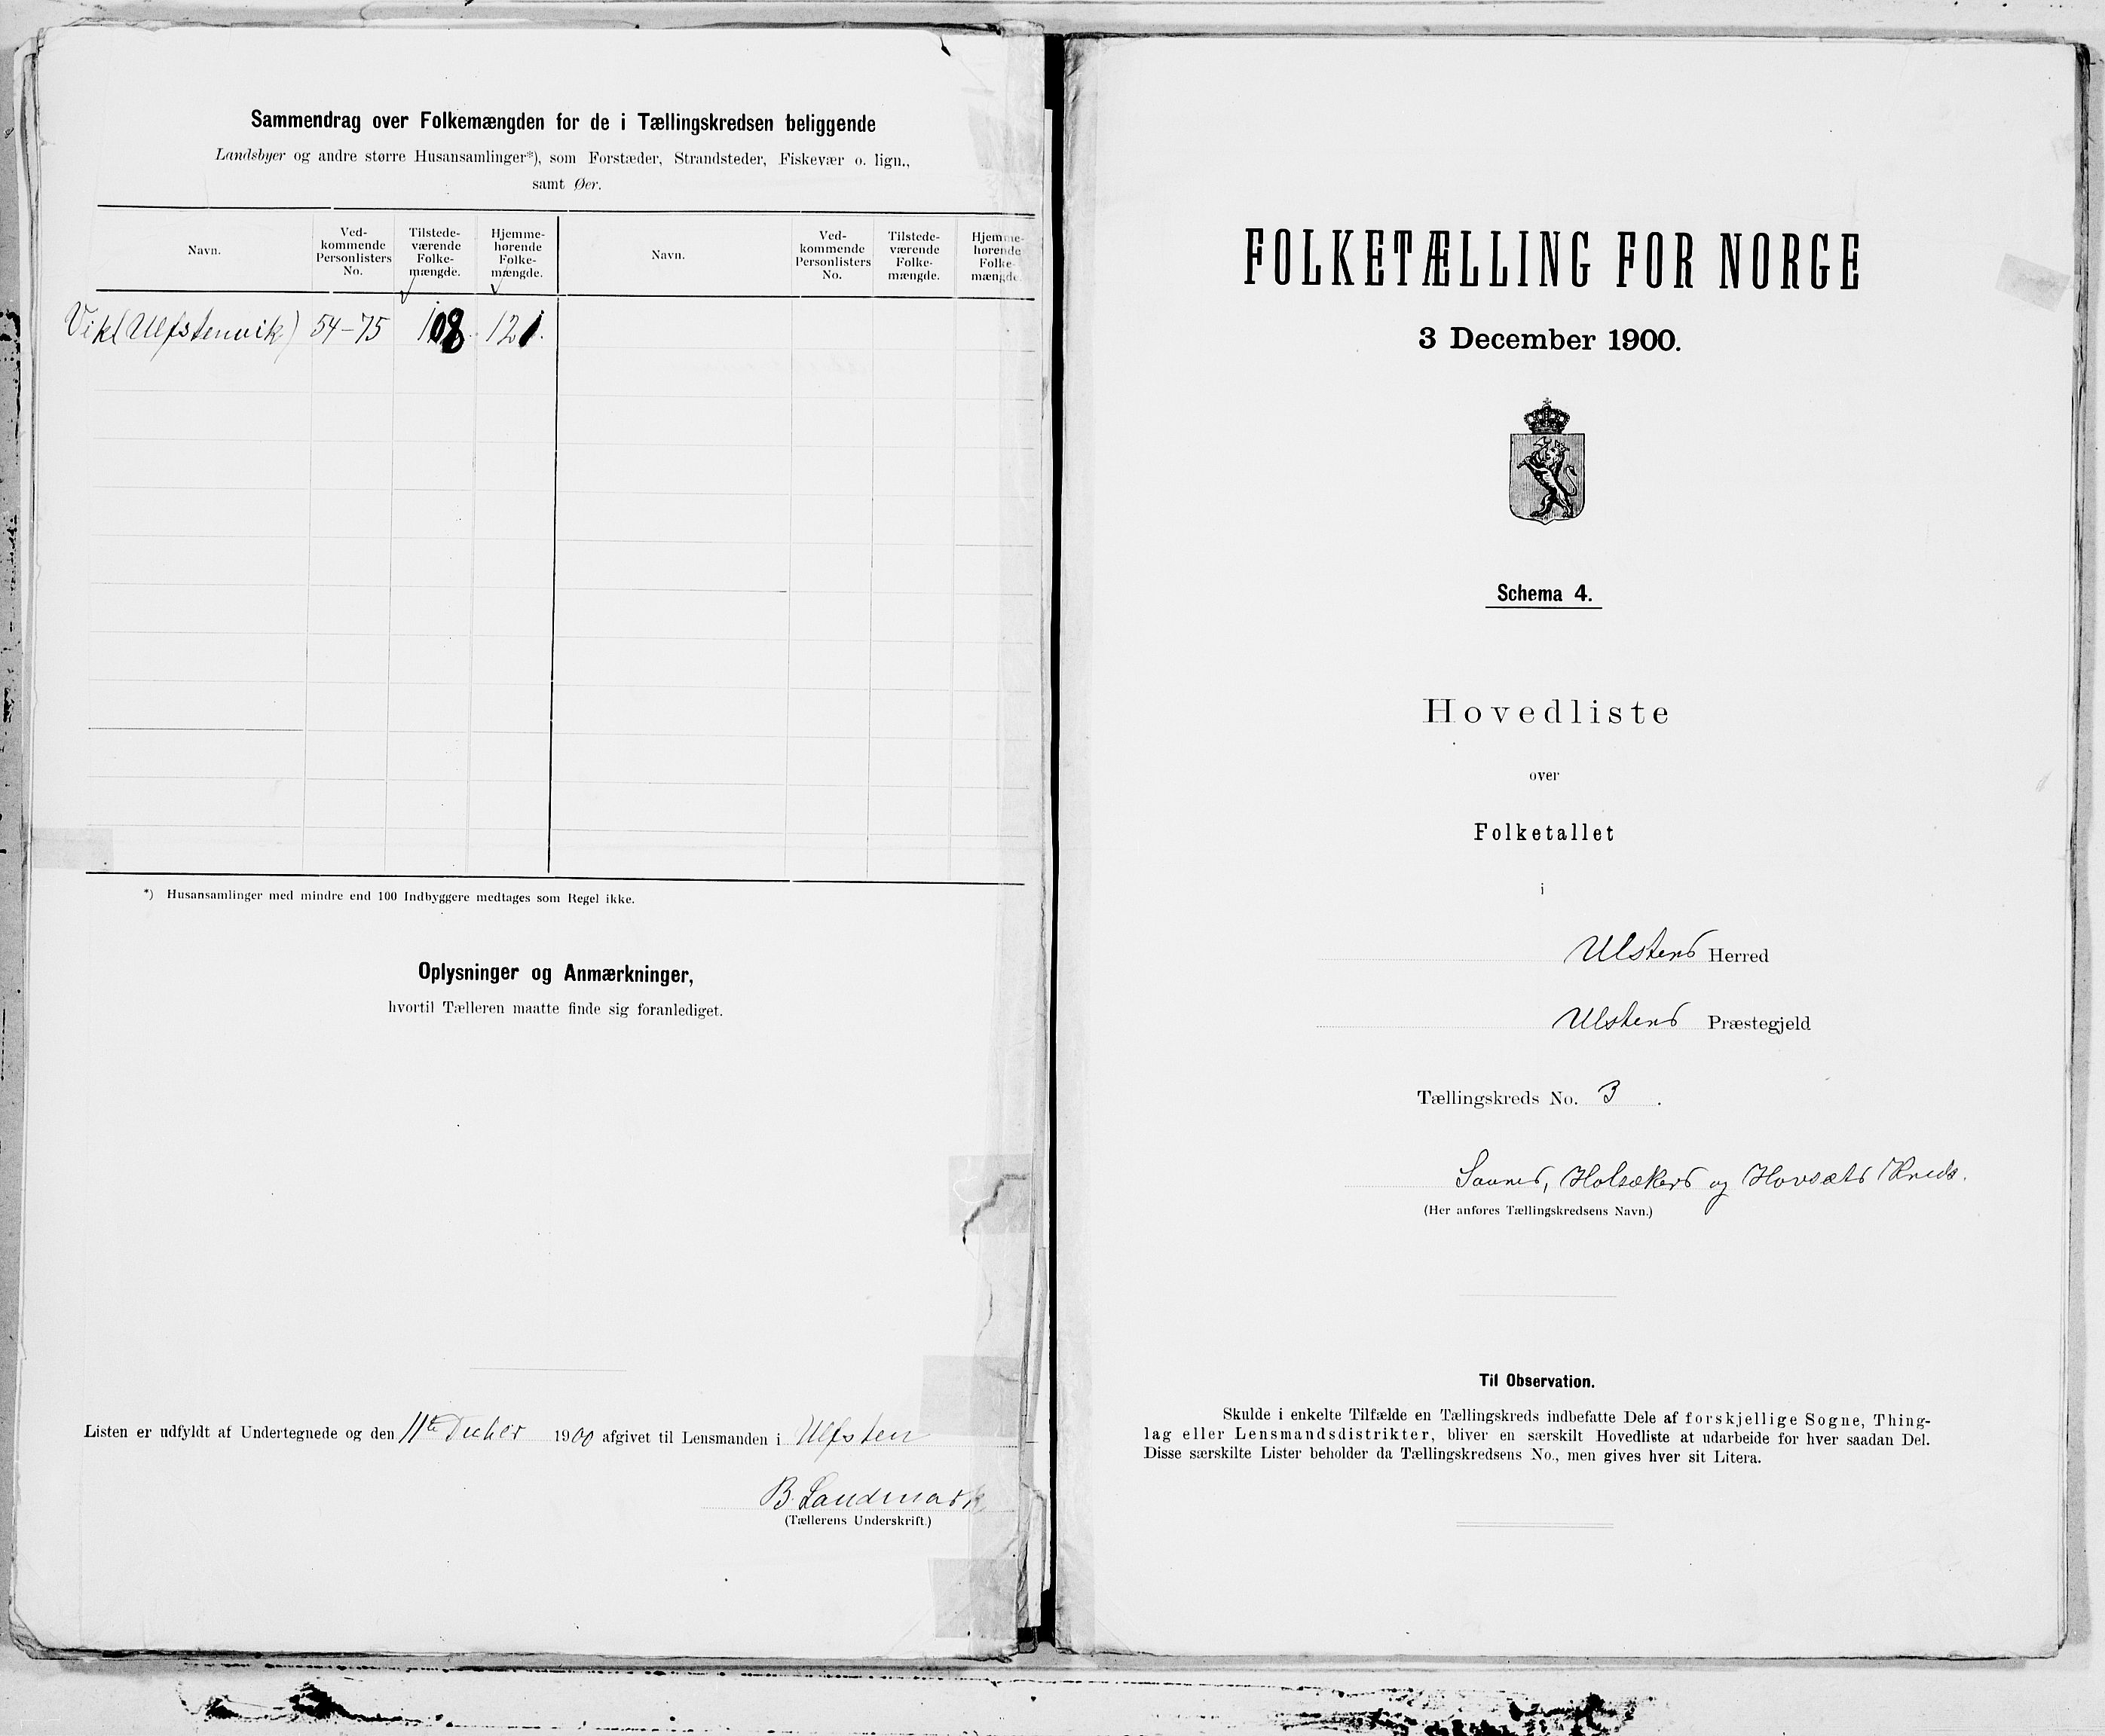 Sammendrag over Folkemængden for de i Tællingskredsen beliggende
Landsbyer og andre større Husansamlinger*), som Forstæder, Strandsteder, Fiskevær o. lign.,
samt Øer.
Navn.
Ved-
kommende
Personlisters
No.
Tilstede-
værende
Folke-
mængde.
Hjemme-
hørende
Folke-
mængde.
Navn.
Ved-
kommende
Personlisters
No.
Tilstede-
værende
Folke-
mængde.
Hjemme-
hørende
Folke-
mængde.
Vik (Ulfstenvik) 54-75 108 121.
*) Husansamlinger med mindre end 100 Indbyggere medtages som Regel ikke.
Oplysninger og Anmærkninger,
hvortil Tælleren maatte finde sig foranlediget.
Listen er udfyldt af Undertegnede og den 11te Decber 1900 afgivet til Lensmanden i Ulfsten
B. Landmark
(Tællerens Underskrift.)
FOLKETÆLLING FOR NORGE
3 December 1900.
Schema 4.
Hovedliste
over
Folketallet
i
Ulstens Herred
Ulstens Præstegjeld
Tællingskreds No. 3.
Saunes, Holsækers og Hovsæts Kreds.
(Her anføres Tællingskredsens Navn.)
Til Observation.
Skulde i enkelte Tilfælde en Tællingskreds indbefatte Dele af forskjellige Sogne, Thing-
lag eller Lensmandsdistrikter, bliver en særskilt Hovedliste at udarbeide for hver saadan Del.
Disse særskilte Lister beholder da Tællingskredsens No., men gives hver sit Litera.